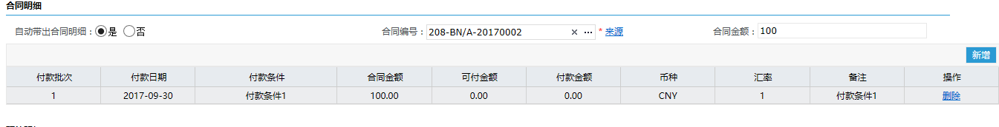 合同明细
自动带出合同明细： 是 否 合同编号： 208-BN/A-20170002 × ... * 来源 合同金额： 100
新增
付款批次 付款日期 付款条件 合同金额 可付金额 付款金额 币种 汇率 备注 操作
1 2017-09-30 付款条件1 100.00 0.00 0.00 CNY 1 付款条件1 删除